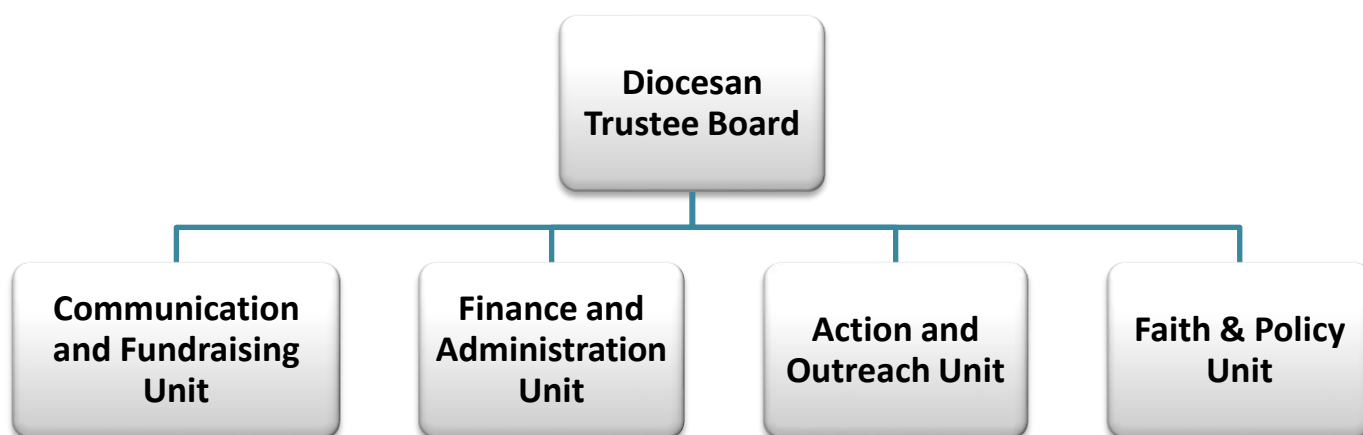 Diocesan
Trustee Board
Communication
and Fundraising
Unit
Finance and
Administration
Unit
Action and
Outreach Unit
Faith & Policy
Unit